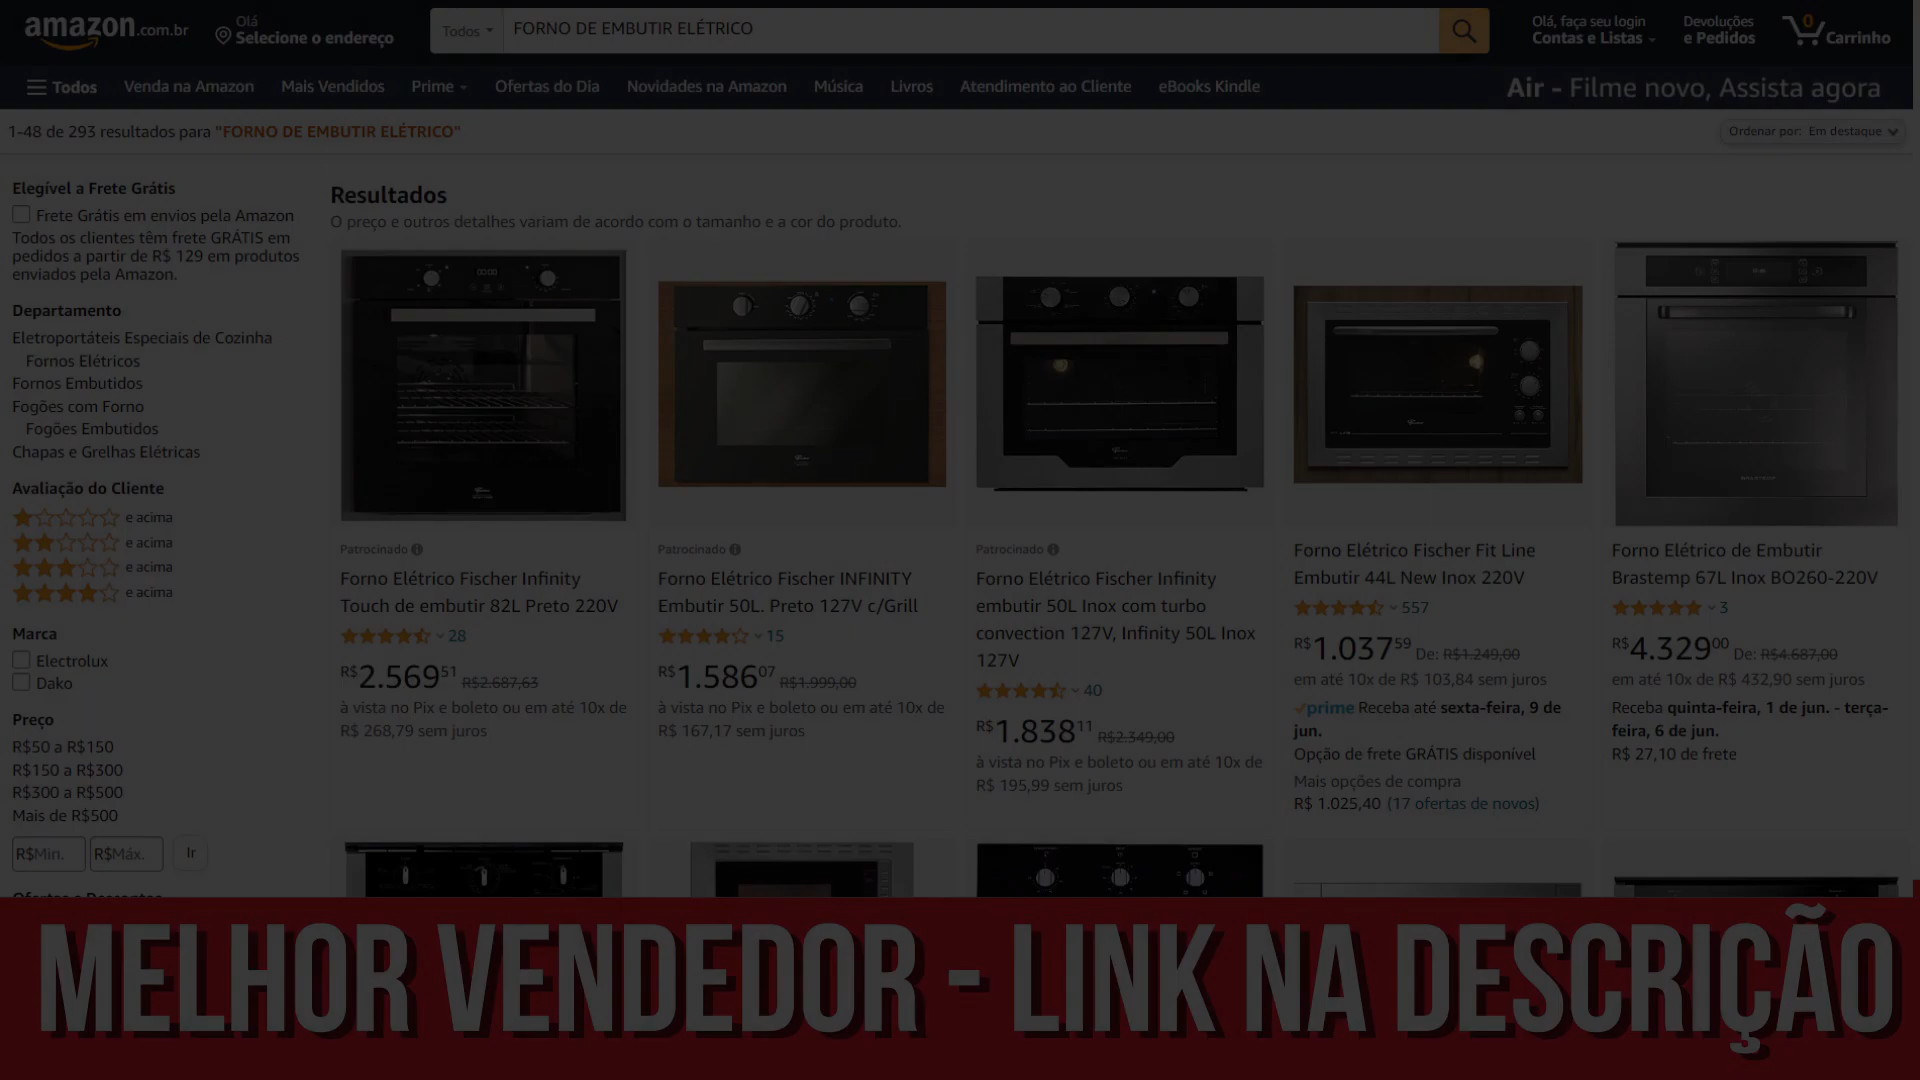 amazon.com.br
Olá
Selecione o endereço
Todos
FORNO DE EMBUTIR ELÉTRICO
Olá, faça seu login
Contas e Listas
Devoluções
e Pedidos
0
Carrinho
Todos
Venda na Amazon
Mais Vendidos
Prime
Ofertas do Dia
Novidades na Amazon
Música
Livros
Atendimento ao Cliente
eBooks Kindle
Air - Filme novo, Assista agora
1-48 de 293 resultados para "FORNO DE EMBUTIR ELÉTRICO"
Ordenar por: Em destaque
Elegível a Frete Grátis
Frete Grátis em envios pela Amazon
Todos os clientes têm frete GRÁTIS em
pedidos a partir de R$ 129 em produtos
enviados pela Amazon.
Departamento
Eletroportáteis Especiais de Cozinha
Fornos Elétricos
Fornos Embutidos
Fogões com Forno
Fogões Embutidos
Chapas e Grelhas Elétricas
Avaliação do Cliente
e acima
e acima
e acima
e acima
Marca
Electrolux
Dako
Preço
R$50 a R$150
R$150 a R$300
R$300 a R$500
Mais de R$500
R$Min.
R$Máx.
Ir
Ofertas e Descontos
Resultados
O preço e outros detalhes variam de acordo com o tamanho e a cor do produto.
00:00
Patrocinado
Forno Elétrico Fischer Infinity
Touch de embutir 82L Preto 220V
28
R$2.56951 R$2.687,63
à vista no Pix e boleto ou em até 10x de
R$ 268,79 sem juros
Patrocinado
Forno Elétrico Fischer INFINITY
Embutir 50L. Preto 127V c/Grill
15
R$1.58607 R$1.999,00
à vista no Pix e boleto ou em até 10x de
R$ 167,17 sem juros
Patrocinado
Forno Elétrico Fischer Infinity
embutir 50L Inox com turbo
convection 127V, Infinity 50L Inox
127V
40
R$1.83811 R$2.349,00
à vista no Pix e boleto ou em até 10x de
R$ 195,99 sem juros
Forno Elétrico Fischer Fit Line
Embutir 44L New Inox 220V
557
R$1.03759 De: R$1.249,00
em até 10x de R$ 103,84 sem juros
prime Receba até sexta-feira, 9 de
jun.
Opção de frete GRÁTIS disponível
Mais opções de compra
R$ 1.025,40 (17 ofertas de novos)
BRASTEMP
Forno Elétrico de Embutir
Brastemp 67L Inox BO260-220V
3
R$4.32900 De: R$4.687,00
em até 10x de R$ 432,90 sem juros
Receba quinta-feira, 1 de jun. - terça-
feira, 6 de jun.
R$ 27,10 de frete
MELHOR VENDEDOR - LINK NA DESCRIÇÃO